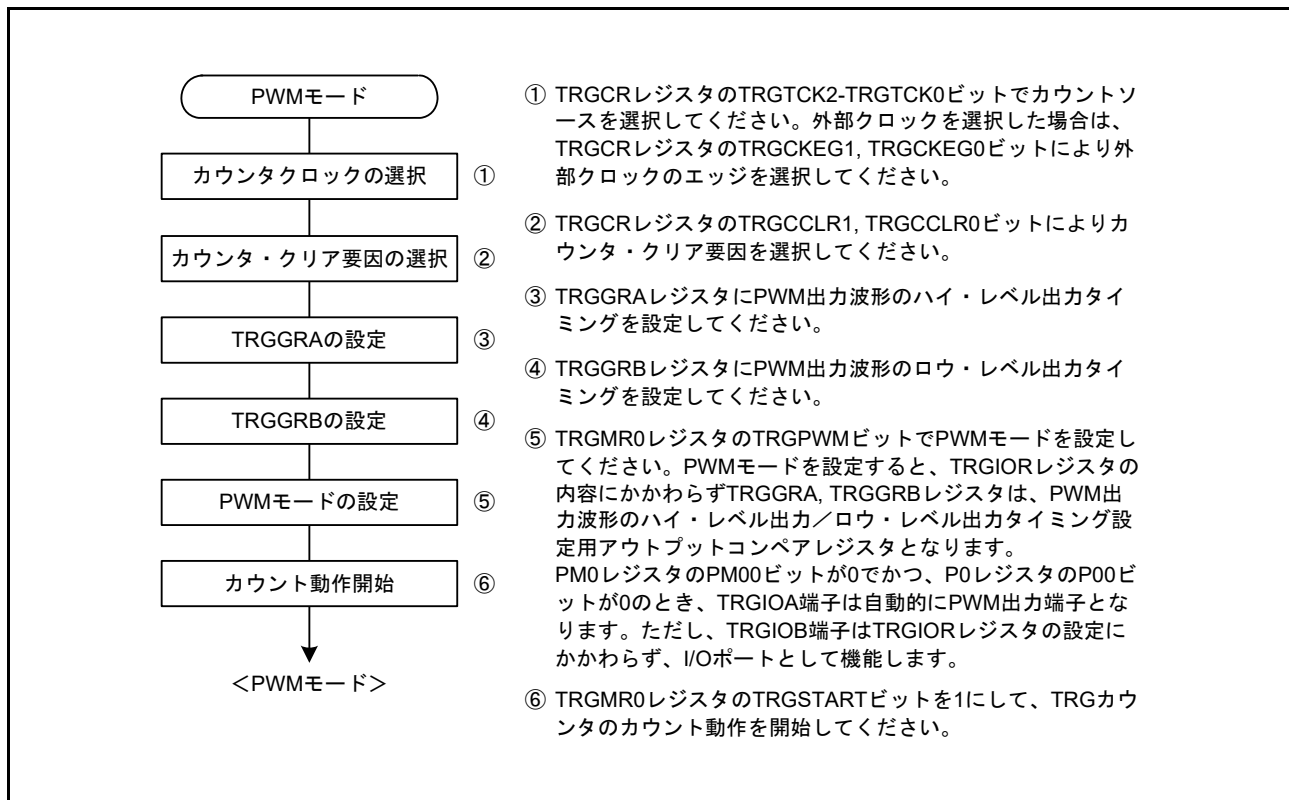 PWMモード
カウンタクロックの選択 ①
カウンタ・クリア要因の選択 ②
TRGGRAの設定 ③
TRGGRBの設定 ④
PWMモードの設定 ⑤
カウント動作開始 ⑥
＜PWMモード＞
① TRGCRレジスタのTRGTCK2-TRGTCK0ビットでカウントソ
ースを選択してください。外部クロックを選択した場合は、
TRGCRレジスタのTRGCKEG1, TRGCKEG0ビットにより外
部クロックのエッジを選択してください。
② TRGCRレジスタのTRGCCLR1, TRGCCLR0ビットによりカ
ウンタ・クリア要因を選択してください。
③ TRGGRAレジスタにPWM出力波形のハイ・レベル出力タイ
ミングを設定してください。
④ TRGGRBレジスタにPWM出力波形のロウ・レベル出力タイ
ミングを設定してください。
⑤ TRGMR0レジスタのTRGPWMビットでPWMモードを設定し
てください。PWMモードを設定すると、TRGIORレジスタの
内容にかかわらずTRGGRA, TRGGRBレジスタは、PWM出
力波形のハイ・レベル出力／ロウ・レベル出力タイミング設
定用アウトプットコンペアレジスタとなります。
PM0レジスタのPM00ビットが0でかつ、P0レジスタのP00ビ
ットが0のとき、TRGIOA端子は自動的にPWM出力端子とな
ります。ただし、TRGIOB端子はTRGIORレジスタの設定に
かかわらず、I/Oポートとして機能します。
⑥ TRGMR0レジスタのTRGSTARTビットを1にして、TRGカウ
ンタのカウント動作を開始してください。